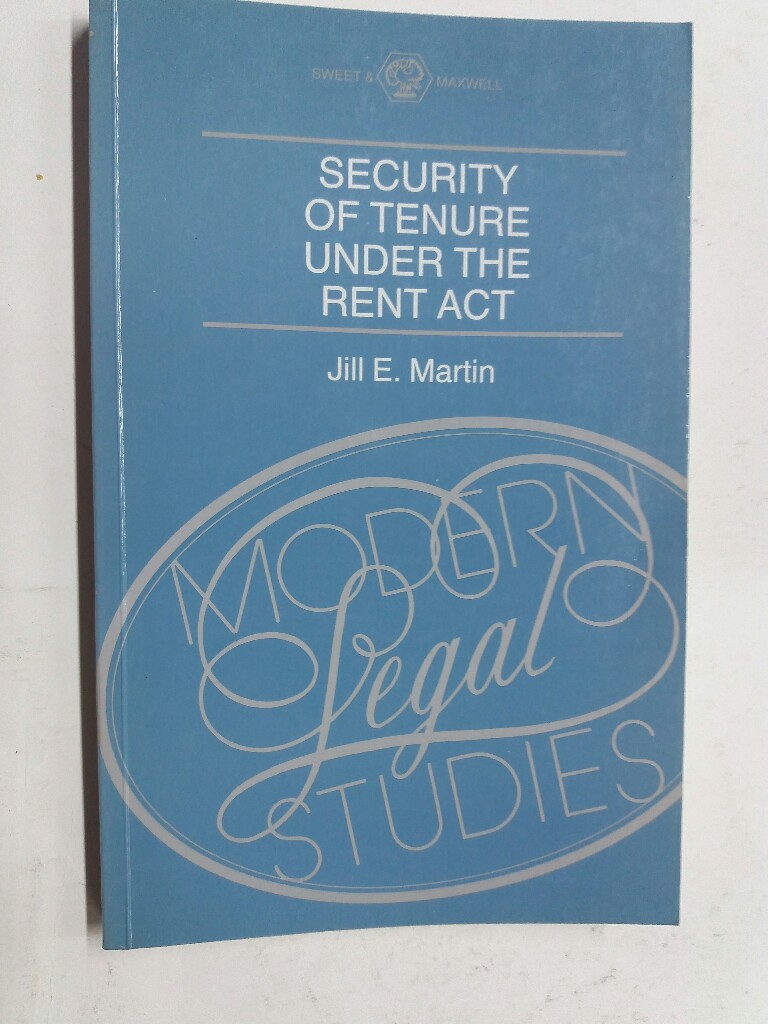 SWEET & MAXWELL
SECURITY
OF TENURE
UNDER THE
RENT ACT
Jill E. Martin
MODERN
Legal
STUDIES